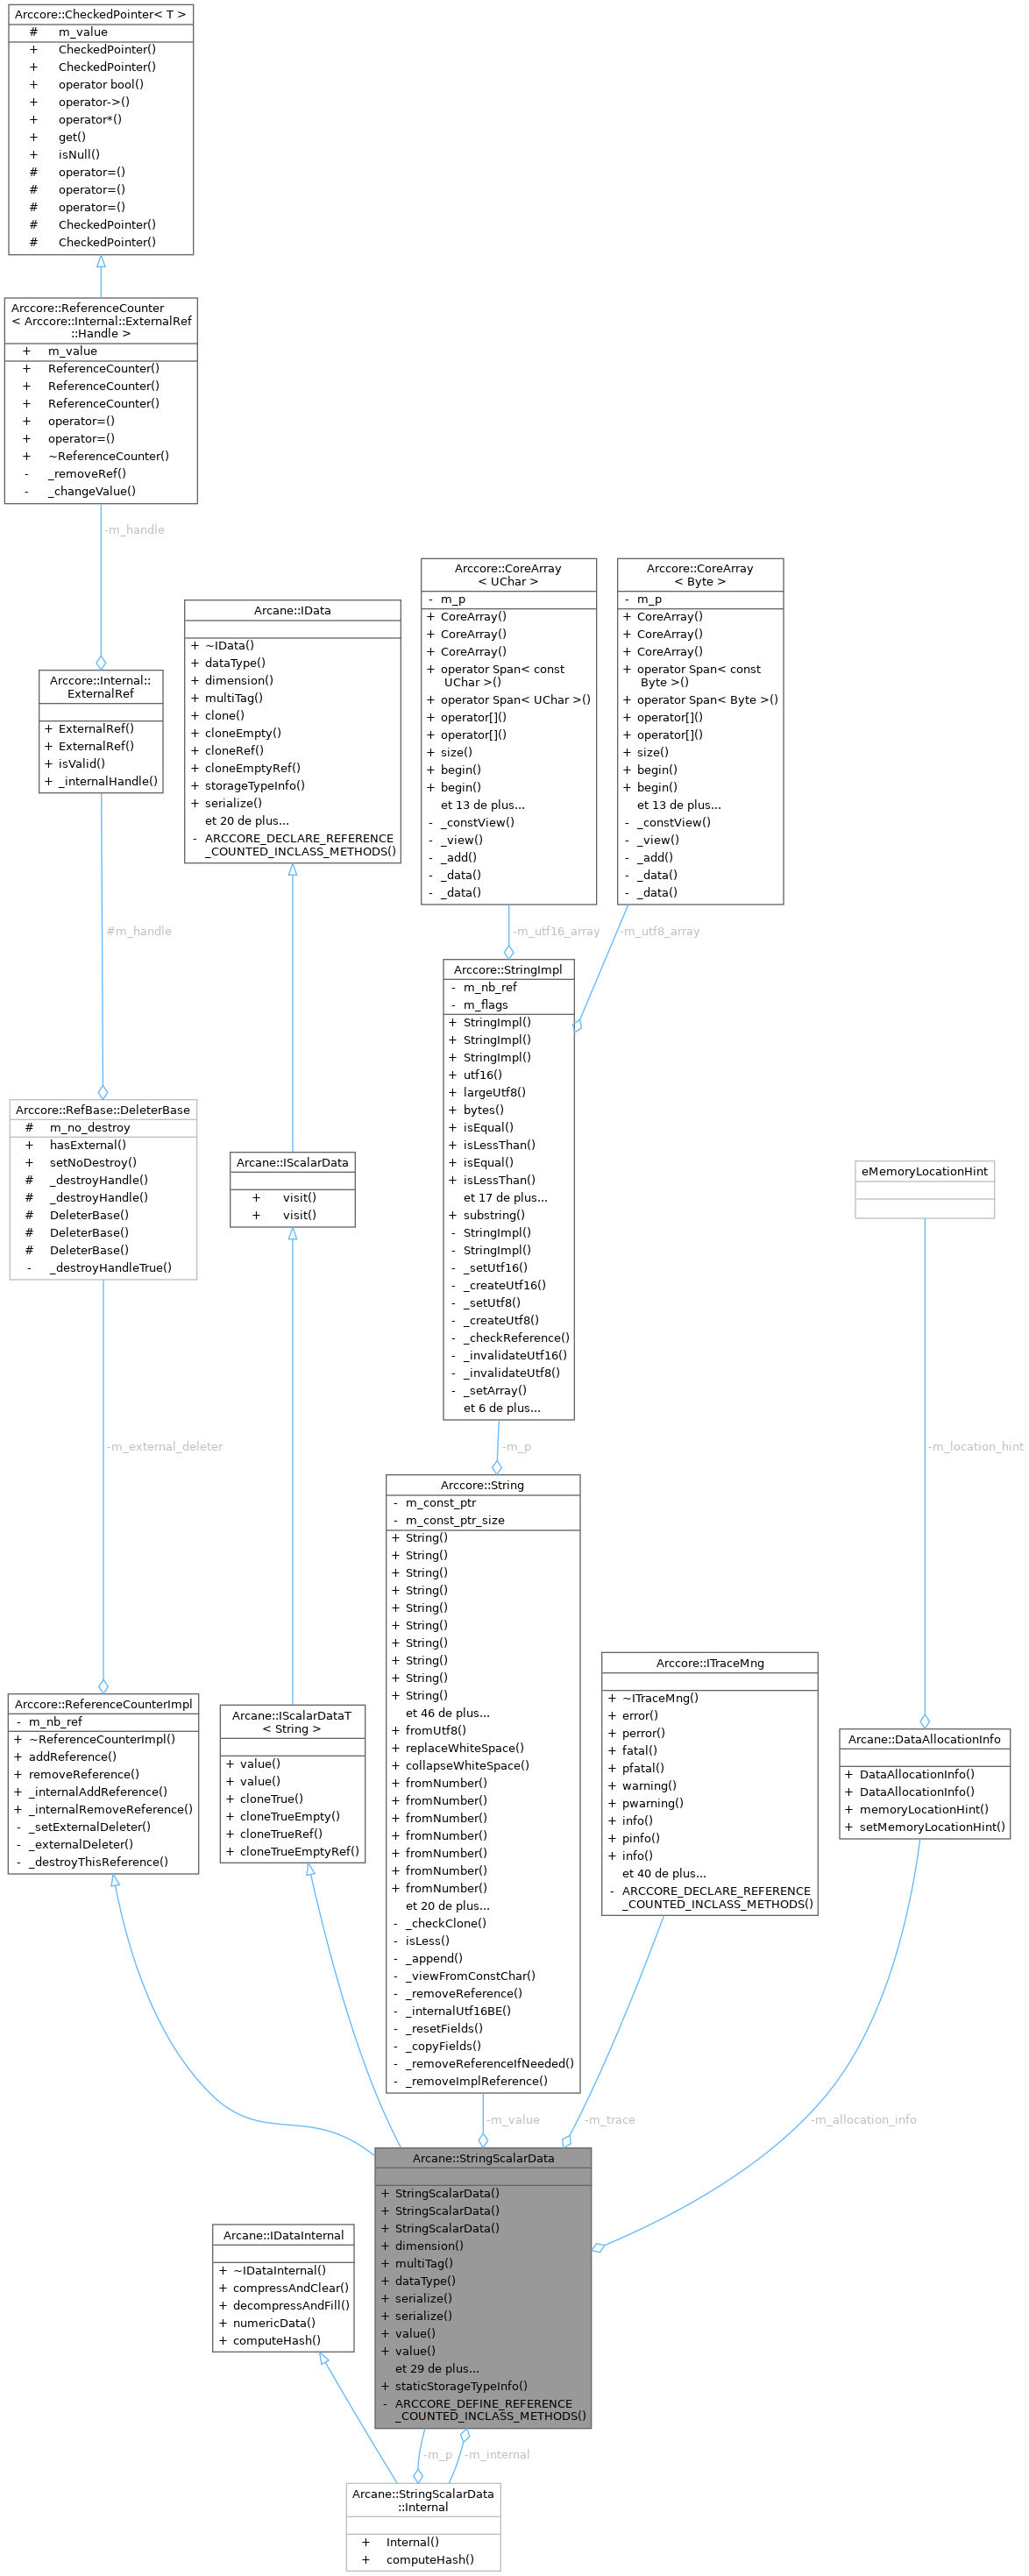 Arccore::CheckedPointer< T >
# m_value
+ CheckedPointer()
+ CheckedPointer()
+ operator bool()
+ operator->()
+ operator*()
+ get()
+ isNull()
# operator=()
# operator=()
# operator=()
# CheckedPointer()
# CheckedPointer()
Arccore::ReferenceCounter
< Arccore::Internal::ExternalRef
::Handle >
+ m_value
+ ReferenceCounter()
+ ReferenceCounter()
+ ReferenceCounter()
+ operator=()
+ operator=()
+ ~ReferenceCounter()
- _removeRef()
- _changeValue()
-m_handle
Arccore::Internal::
ExternalRef
+ ExternalRef()
+ ExternalRef()
+ isValid()
+ _internalHandle()
#m_handle
Arccore::RefBase::DeleterBase
# m_no_destroy
+ hasExternal()
+ setNoDestroy()
# _destroyHandle()
# _destroyHandle()
# DeleterBase()
# DeleterBase()
# DeleterBase()
- _destroyHandleTrue()
-m_external_deleter
Arccore::ReferenceCounterImpl
- m_nb_ref
+ ~ReferenceCounterImpl()
+ addReference()
+ removeReference()
+ _internalAddReference()
+ _internalRemoveReference()
- _setExternalDeleter()
- _externalDeleter()
- _destroyThisReference()
Arcane::IData
+ ~IData()
+ dataType()
+ dimension()
+ multiTag()
+ clone()
+ cloneEmpty()
+ cloneRef()
+ cloneEmptyRef()
+ storageTypeInfo()
+ serialize()
et 20 de plus...
- ARCCORE_DECLARE_REFERENCE
_COUNTED_INCLASS_METHODS()
Arcane::IScalarData
+ visit()
+ visit()
Arcane::IScalarDataT
< String >
+ value()
+ value()
+ cloneTrue()
+ cloneTrueEmpty()
+ cloneTrueRef()
+ cloneTrueEmptyRef()
Arccore::CoreArray
< UChar >
- m_p
+ CoreArray()
+ CoreArray()
+ CoreArray()
+ operator Span< const
UChar >()
+ operator Span< UChar >()
+ operator[]()
+ operator[]()
+ size()
+ begin()
+ begin()
et 13 de plus...
- _constView()
- _view()
- _add()
- _data()
- _data()
-m_utf16_array
Arccore::CoreArray
< Byte >
- m_p
+ CoreArray()
+ CoreArray()
+ CoreArray()
+ operator Span< const
Byte >()
+ operator Span< Byte >()
+ operator[]()
+ operator[]()
+ size()
+ begin()
+ begin()
et 13 de plus...
- _constView()
- _view()
- _add()
- _data()
- _data()
-m_utf8_array
Arccore::StringImpl
- m_nb_ref
- m_flags
+ StringImpl()
+ StringImpl()
+ StringImpl()
+ utf16()
+ largeUtf8()
+ bytes()
+ isEqual()
+ isLessThan()
+ isEqual()
+ isLessThan()
et 17 de plus...
+ substring()
- StringImpl()
- StringImpl()
- _setUtf16()
- _createUtf16()
- _setUtf8()
- _createUtf8()
- _checkReference()
- _invalidateUtf16()
- _invalidateUtf8()
- _setArray()
et 6 de plus...
-m_p
Arccore::String
- m_const_ptr
- m_const_ptr_size
+ String()
+ String()
+ String()
+ String()
+ String()
+ String()
+ String()
+ String()
+ String()
+ String()
et 46 de plus...
+ fromUtf8()
+ replaceWhiteSpace()
+ collapseWhiteSpace()
+ fromNumber()
+ fromNumber()
+ fromNumber()
+ fromNumber()
+ fromNumber()
+ fromNumber()
+ fromNumber()
et 20 de plus...
- _checkClone()
- isLess()
- _append()
- _viewFromConstChar()
- _removeReference()
- _internalUtf16BE()
- _resetFields()
- _copyFields()
- _removeReferenceIfNeeded()
- _removeImplReference()
-m_value
Arccore::ITraceMng
+ ~ITraceMng()
+ error()
+ perror()
+ fatal()
+ pfatal()
+ warning()
+ pwarning()
+ info()
+ pinfo()
+ info()
et 40 de plus...
- ARCCORE_DECLARE_REFERENCE
_COUNTED_INCLASS_METHODS()
-m_trace
eMemoryLocationHint
-m_location_hint
Arcane::DataAllocationInfo
+ DataAllocationInfo()
+ DataAllocationInfo()
+ memoryLocationHint()
+ setMemoryLocationHint()
-m_allocation_info
Arcane::StringScalarData
+ StringScalarData()
+ StringScalarData()
+ StringScalarData()
+ dimension()
+ multiTag()
+ dataType()
+ serialize()
+ serialize()
+ value()
+ value()
et 29 de plus...
+ staticStorageTypeInfo()
- ARCCORE_DEFINE_REFERENCE
_COUNTED_INCLASS_METHODS()
Arcane::IDataInternal
+ ~IDataInternal()
+ compressAndClear()
+ decompressAndFill()
+ numericData()
+ computeHash()
-m_p
-m_internal
Arcane::StringScalarData
::Internal
+ Internal()
+ computeHash()